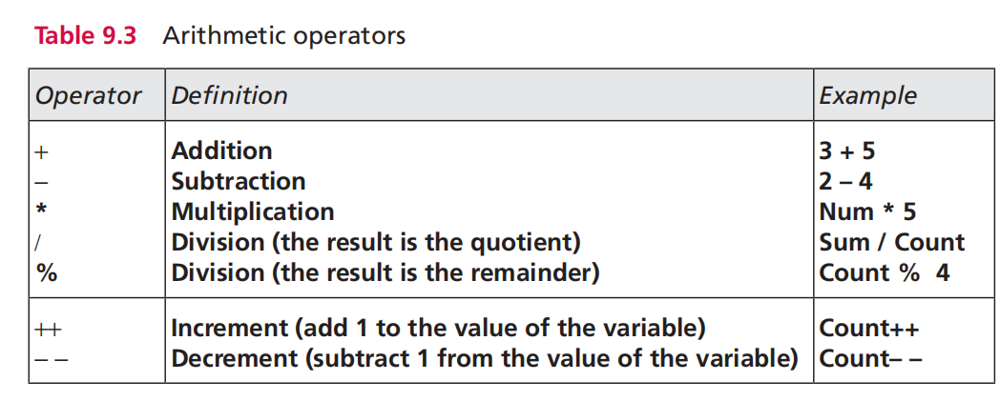 Table 9.3 Arithmetic operators
Operator Definition Example
+ Addition 3 + 5
– Subtraction 2 – 4
* Multiplication Num * 5
/ Division (the result is the quotient) Sum / Count
% Division (the result is the remainder) Count % 4
++ Increment (add 1 to the value of the variable) Count++
– – Decrement (subtract 1 from the value of the variable) Count– –